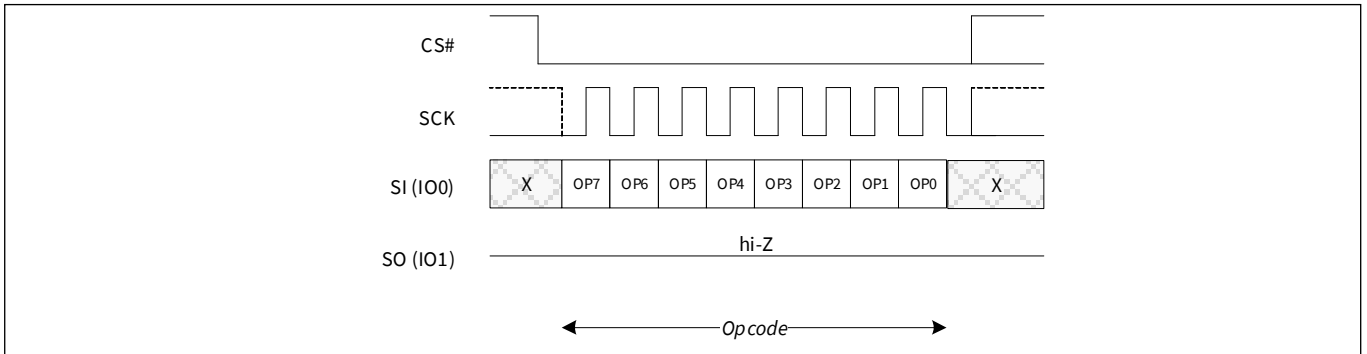 CS#
SCK
SI (IO0)
X OP7 OP6 OP5 OP4 OP3 OP2 OP1 OP0 X
hi-Z
SO (IO1)
Opcode